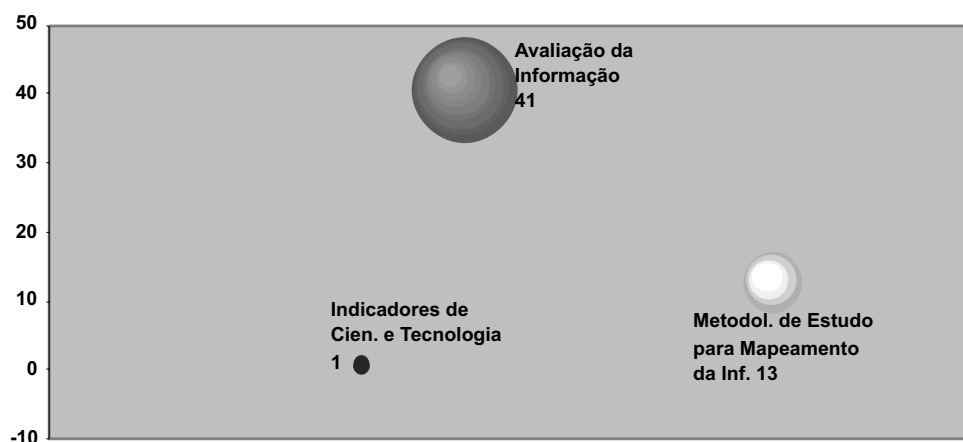 50
Avaliação da
Informação
40
41
30
20
10
Indicadores de
Cien. e Tecnologia
1
Metodol. de Estudo
para Mapeamento
da Inf. 13
0
-10